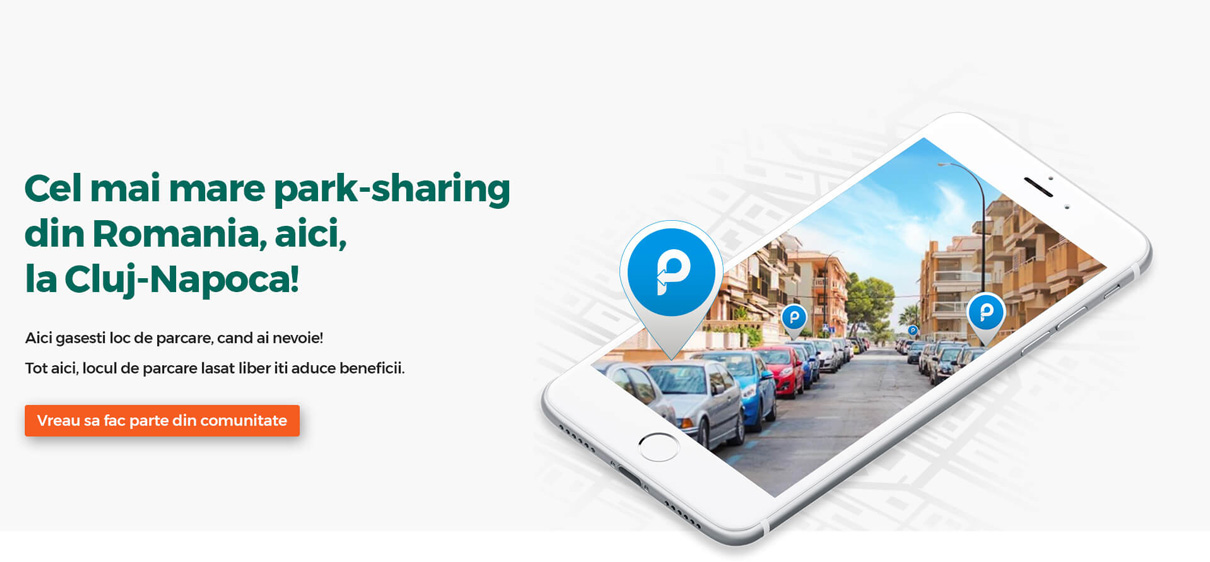 Cel mai mare park-sharing
din Romania, aici,
la Cluj-Napoca!
Aici gasesti loc de parcare, cand ai nevoie!
Tot aici, locul de parcare lasat liber iti aduce beneficii.
Vreau sa fac parte din comunitate
P
P
P
P